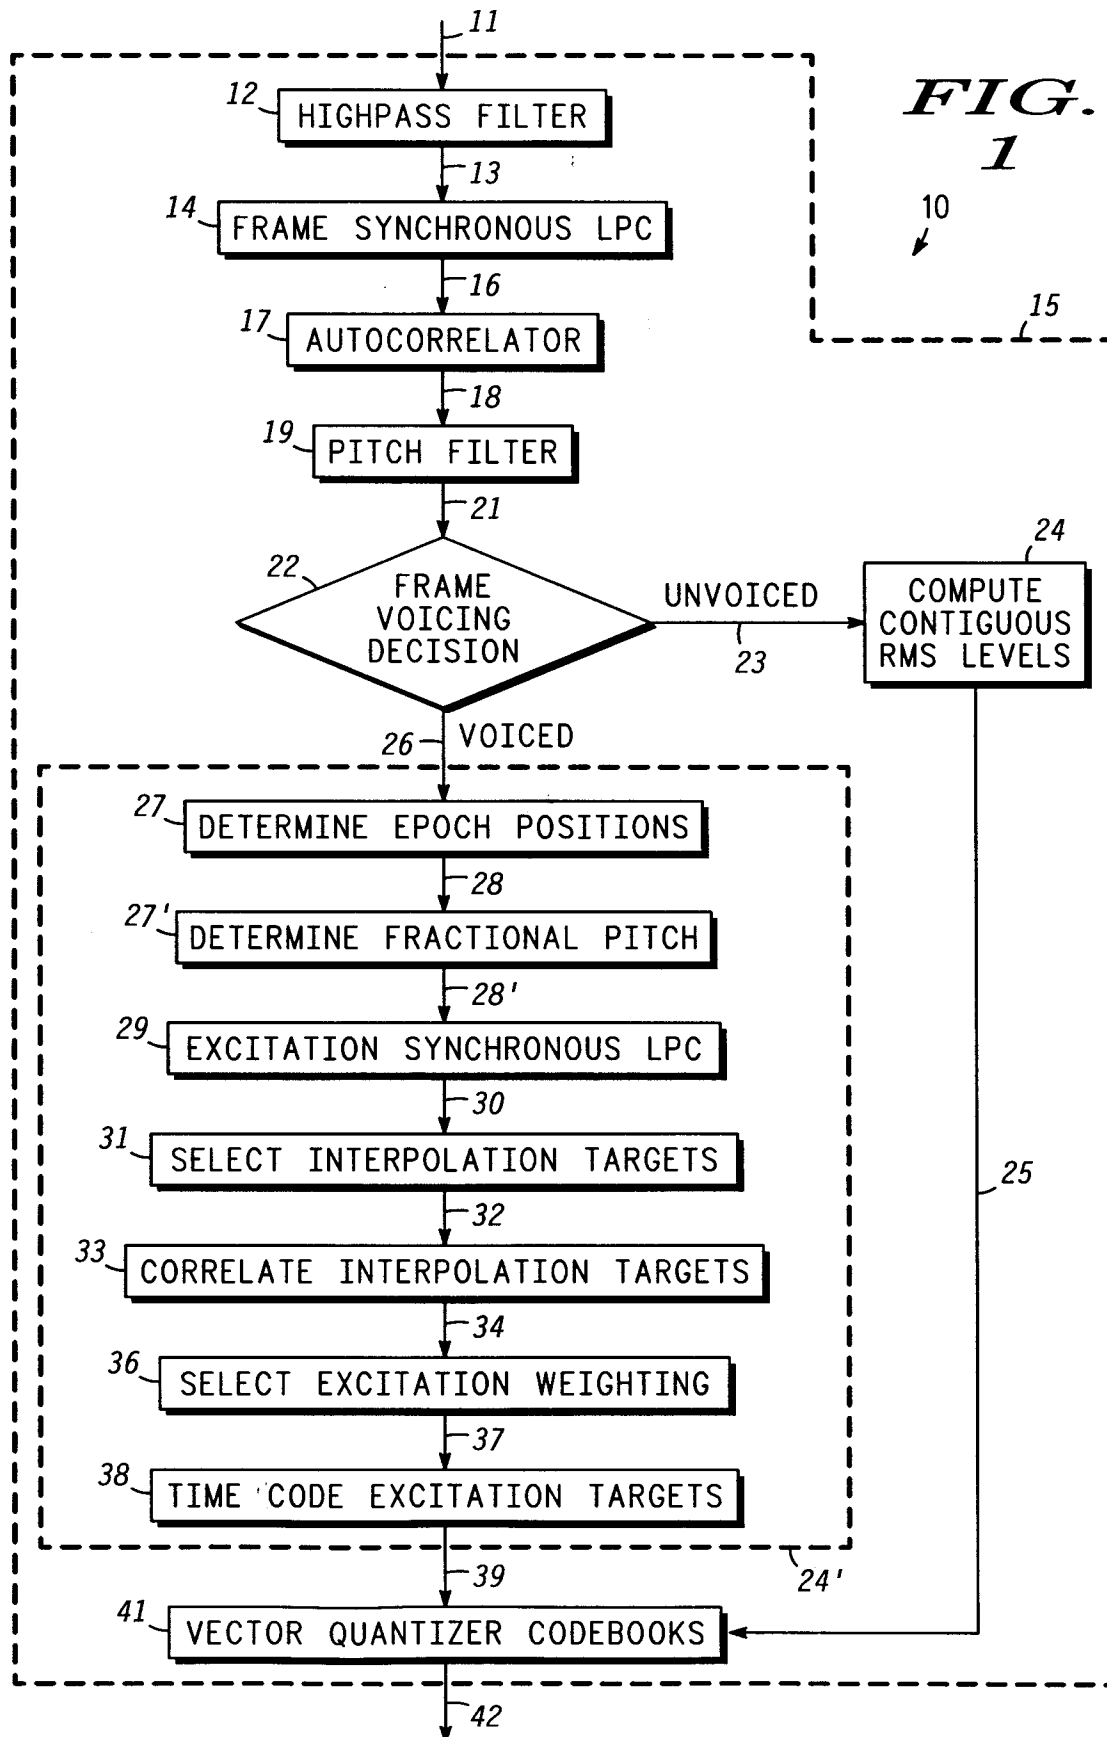 11
FIG.
1
12
HIGHPASS FILTER
13
10
14
FRAME SYNCHRONOUS LPC
16
15
17
AUTOCORRELATOR
18
19
PITCH FILTER
21
22
FRAME
VOICING
DECISION
UNVOICED
23
24
COMPUTE
CONTIGUOUS
RMS LEVELS
26
VOICED
27
DETERMINE EPOCH POSITIONS
28
27'
DETERMINE FRACTIONAL PITCH
28'
29
EXCITATION SYNCHRONOUS LPC
30
31
SELECT INTERPOLATION TARGETS
25
32
33
CORRELATE INTERPOLATION TARGETS
34
36
SELECT EXCITATION WEIGHTING
37
38
TIME CODE EXCITATION TARGETS
24'
39
41
VECTOR QUANTIZER CODEBOOKS
42